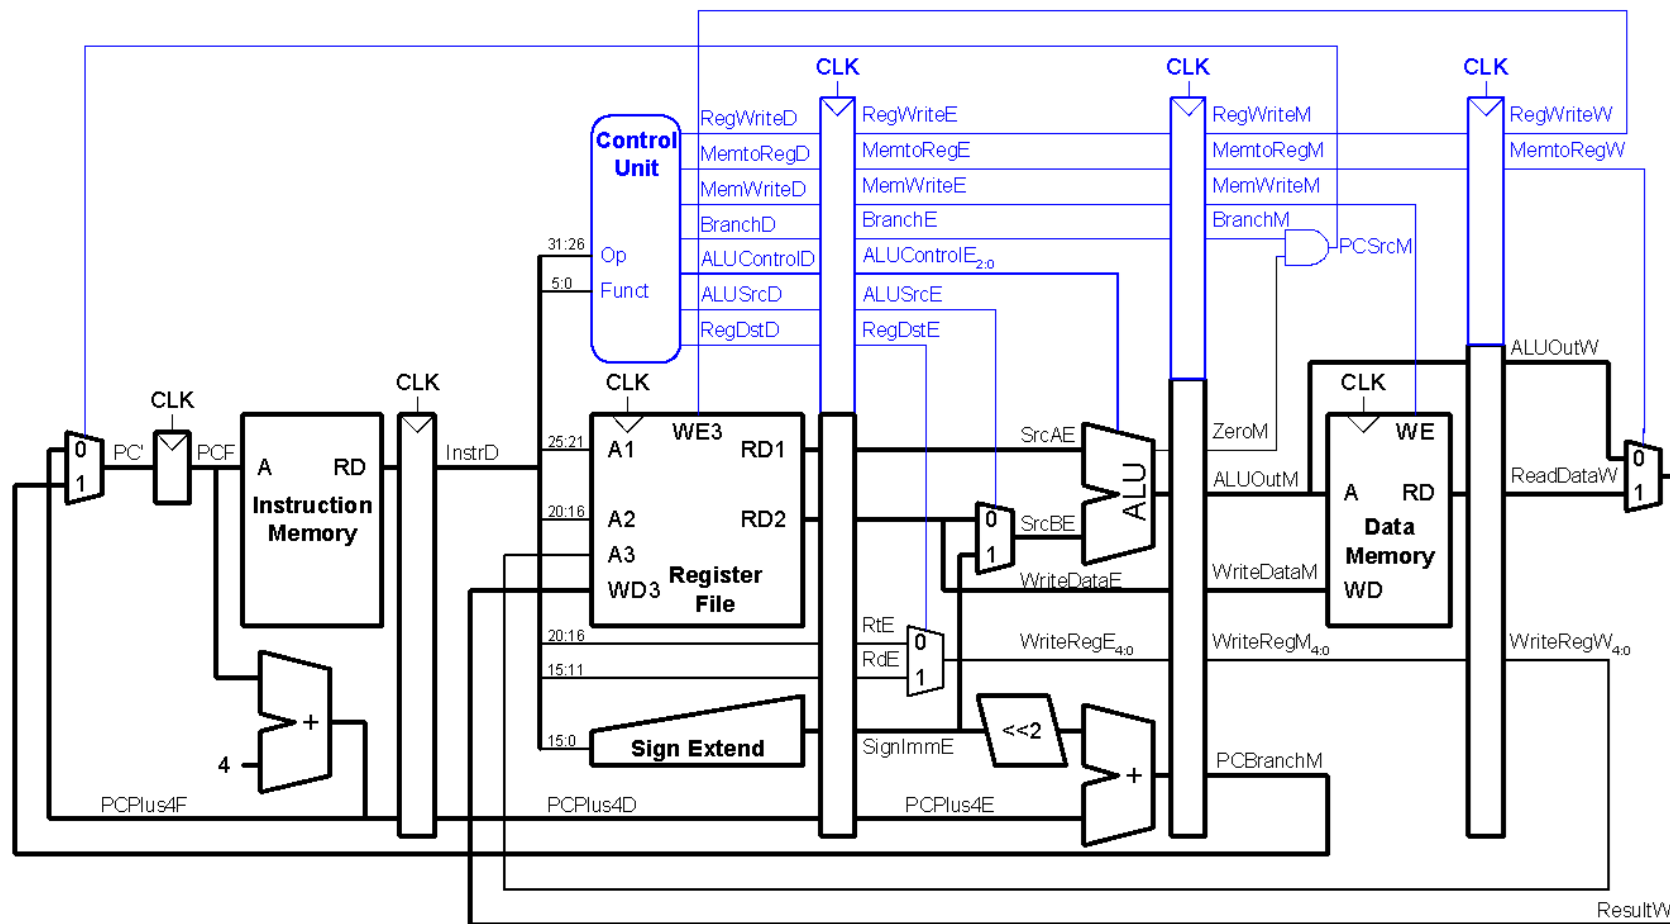 CLK CLK CLK
RegWriteD RegWriteE RegWriteM RegWriteW
Control
Unit
MemtoRegD MemtoRegE MemtoRegM MemtoRegW
MemWriteD MemWriteE MemWriteM
BranchD BranchE BranchM
31:26 Op ALUControlD ALUControlE2:0 PCSrcM
5:0 Funct ALUSrcD ALUSrcE
RegDstD RegDstE
ALUOutW
CLK CLK CLK CLK
WE3 WE
0 PC' PCF A RD InstrD 25:21 A1 RD1 SrcAE ALU ZeroM 0
1 ALUOutM A RD ReadDataW 1
Instruction
Memory
20:16 A2 RD2 0 SrcBE
1
Data
Memory
A3
WD3 Register
File
WriteDataE WriteDataM WD
20:16 RtE 0 WriteRegE4:0 WriteRegM4:0 WriteRegW4:0
15:11 RdE 1
+ <<2
15:0 Sign Extend SignImmE PCBranchM
4 +
PCPlus4F PCPlus4D PCPlus4E
ResultW